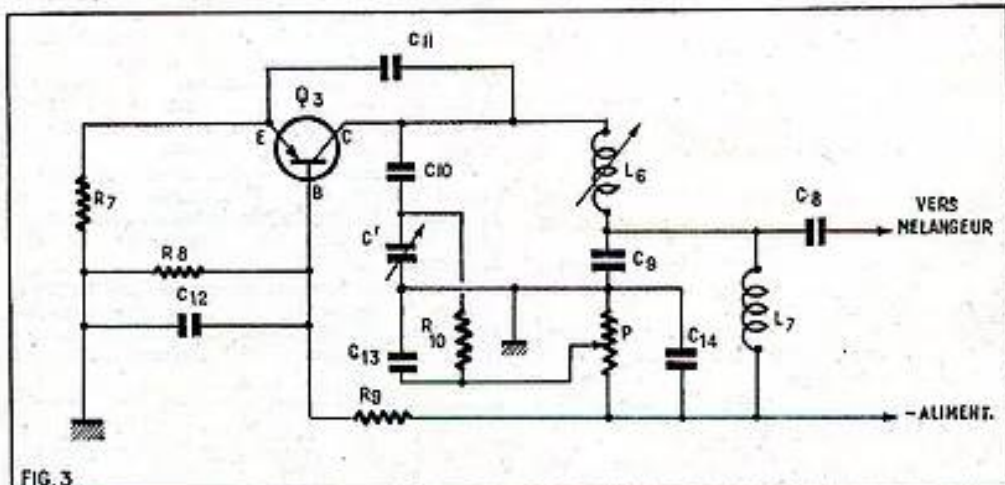 C11
Q3
E
C
B
C10
L6
R7
C8
VERS
MELANGEUR
C'
C9
R8
C12
R10
P
C14
L7
C13
R9
-ALIMENT.
FIG. 3